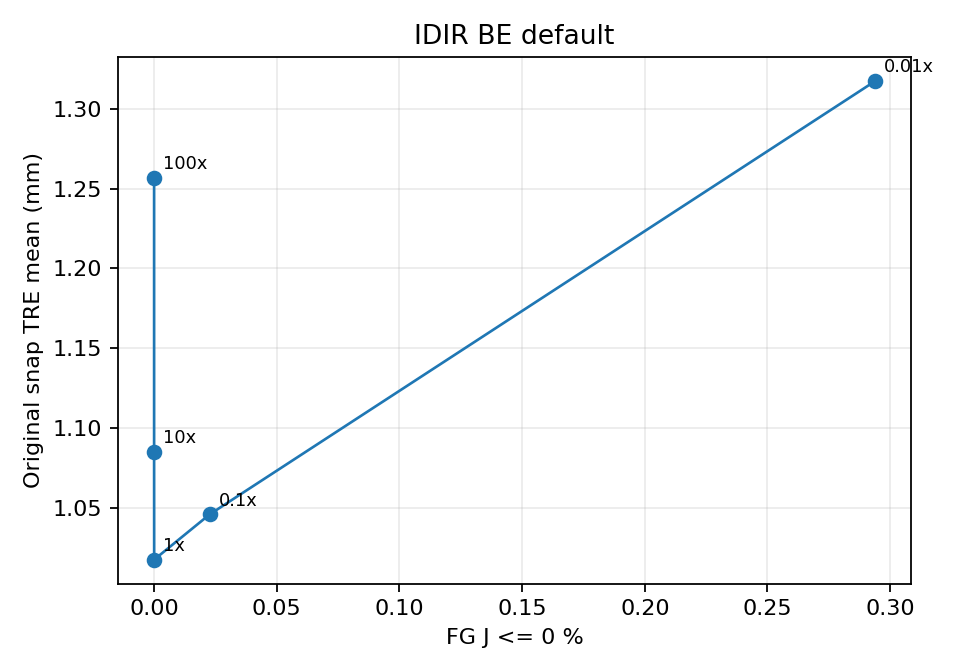 IDIR BE default
Original snap TRE mean (mm)
1.30
1.25
1.20
1.15
1.10
1.05
0.01x
100x
10x
0.1x
1x
0.00 0.05 0.10 0.15 0.20 0.25 0.30
FG J <= 0 %